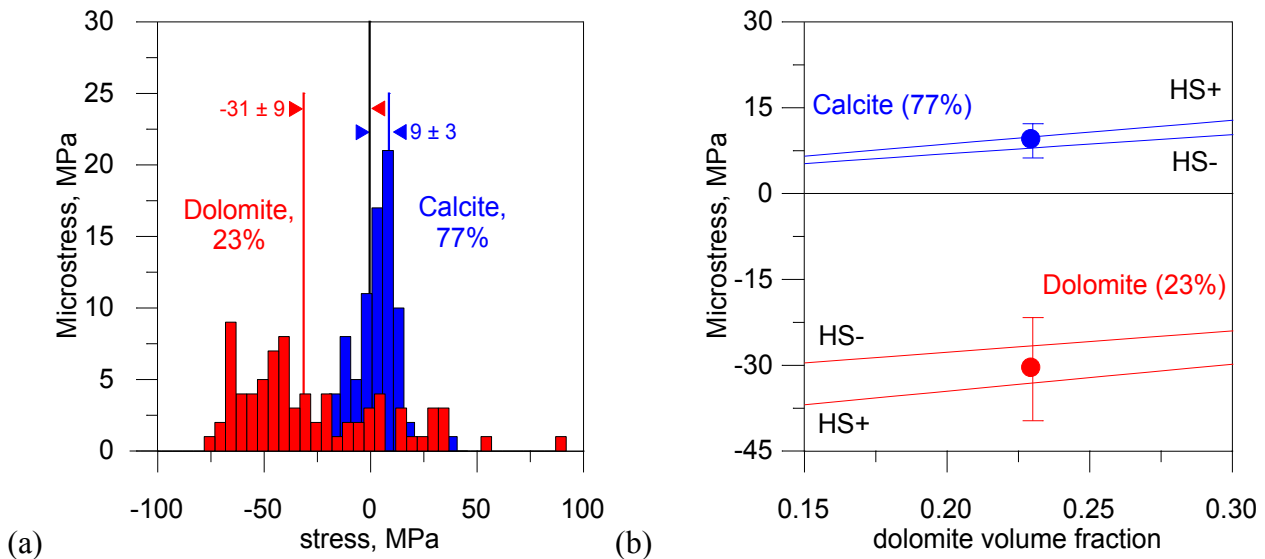 30
25
20
15
10
5
0
Microstress, MPa
-31 ± 9
9 ± 3
Dolomite,
23%
Calcite,
77%
-100
-50
0
50
100
stress, MPa
(a)
30
15
0
-15
-30
-45
Microstress, MPa
Calcite (77%)
HS+
HS-
Dolomite (23%)
HS-
HS+
0.15
0.20
0.25
0.30
dolomite volume fraction
(b)